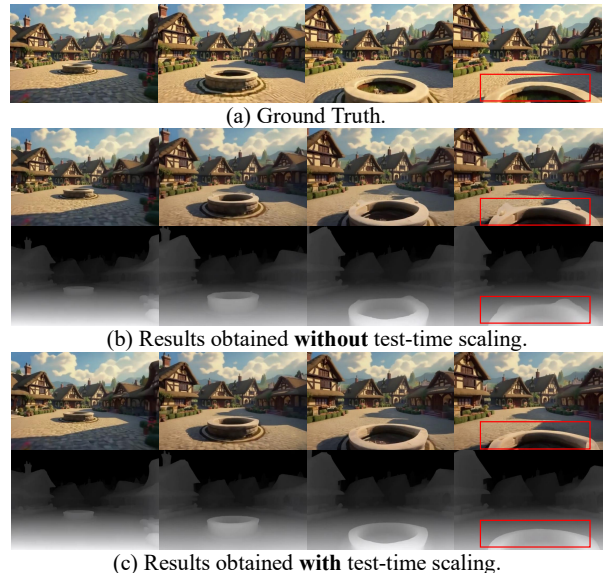 (a) Ground Truth.
(b) Results obtained without test-time scaling.
(c) Results obtained with test-time scaling.